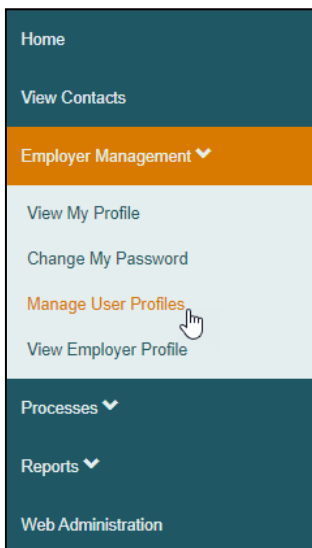 Home
View Contacts
Employer Management
View My Profile
Change My Password
Manage User Profiles
View Employer Profile
Processes
Reports
Web Administration